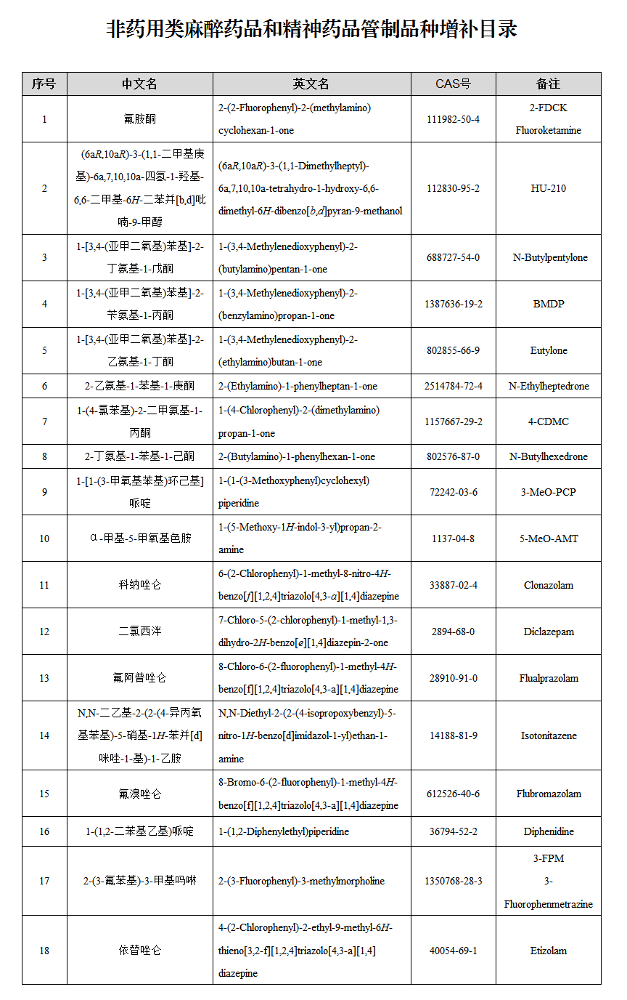 非药用类麻醉药品和精神药品管制品种增补目录
序号 中文名 英文名 CAS号 备注
1 氟胺酮 2-(2-Fluorophenyl)-2-(methylamino)
cyclohexan-1-one 111982-50-4 2-FDCK
Fluoroketamine
2 (6aR,10aR)-3-(1,1-二甲基庚
基)-6a,7,10,10a-四氢-1-羟基-
6,6-二甲基-6H-二苯并[b,d]吡
喃-9-甲醇 (6aR,10aR)-3-(1,1-Dimethylheptyl)-
6a,7,10,10a-tetrahydro-1-hydroxy-6,6-
dimethyl-6H-dibenzo[b,d]pyran-9-methanol 112830-95-2 HU-210
3 1-[3,4-(亚甲二氧基)苯基]-2-
丁氨基-1-戊酮 1-(3,4-Methylenedioxyphenyl)-2-
(butylamino)pentan-1-one 688727-54-0 N-Butylpentylone
4 1-[3,4-(亚甲二氧基)苯基]-2-
苄氨基-1-丙酮 1-(3,4-Methylenedioxyphenyl)-2-
(benzylamino)propan-1-one 1387636-19-2 BMDP
5 1-[3,4-(亚甲二氧基)苯基]-2-
乙氨基-1-丁酮 1-(3,4-Methylenedioxyphenyl)-2-
(ethylamino)butan-1-one 802855-66-9 Eutylone
6 2-乙氨基-1-苯基-1-庚酮 2-(Ethylamino)-1-phenylheptan-1-one 2514784-72-4 N-Ethylheptedrone
7 1-(4-氯苯基)-2-二甲氨基-1-
丙酮 1-(4-Chlorophenyl)-2-(dimethylamino)
propan-1-one 1157667-29-2 4-CDMC
8 2-丁氨基-1-苯基-1-己酮 2-(Butylamino)-1-phenylhexan-1-one 802576-87-0 N-Butylhexedrone
9 1-[1-(3-甲氧基苯基)环己基]
哌啶 1-(1-(3-Methoxyphenyl)cyclohexyl)
piperidine 72242-03-6 3-MeO-PCP
10 α-甲基-5-甲氧基色胺 1-(5-Methoxy-1H-indol-3-yl)propan-2-
amine 1137-04-8 5-MeO-AMT
11 科纳唑仑 6-(2-Chlorophenyl)-1-methyl-8-nitro-4H-
benzo[f][1,2,4]triazolo[4,3-a][1,4]diazepine 33887-02-4 Clonazolam
12 二氯西泮 7-Chloro-5-(2-chlorophenyl)-1-methyl-1,3-
dihydro-2H-benzo[e][1,4]diazepin-2-one 2894-68-0 Diclazepam
13 氟阿普唑仑 8-Chloro-6-(2-fluorophenyl)-1-methyl-4H-
benzo[f][1,2,4]triazolo[4,3-a][1,4]diazepine 28910-91-0 Flualprazolam
14 N,N-二乙基-2-(2-(4-异丙氧
基苯基)-5-硝基-1H-苯并[d]
咪唑-1-基)-1-乙胺 N,N-Diethyl-2-(2-(4-isopropoxybenzyl)-5-
nitro-1H-benzo[d]imidazol-1-yl)ethan-1-
amine 14188-81-9 Isotonitazene
15 氟溴唑仑 8-Bromo-6-(2-fluorophenyl)-1-methyl-4H-
benzo[f][1,2,4]triazolo[4,3-a][1,4]diazepine 612526-40-6 Flubromazolam
16 1-(1,2-二苯基乙基)哌啶 1-(1,2-Diphenylethyl)piperidine 36794-52-2 Diphenidine
17 2-(3-氟苯基)-3-甲基吗啉 2-(3-Fluorophenyl)-3-methylmorpholine 1350768-28-3 3-FPM
3-
Fluorophenmetrazine
18 依替唑仑 4-(2-Chlorophenyl)-2-ethyl-9-methyl-6H-
thieno[3,2-f][1,2,4]triazolo[4,3-a][1,4]
diazepine 40054-69-1 Etizolam